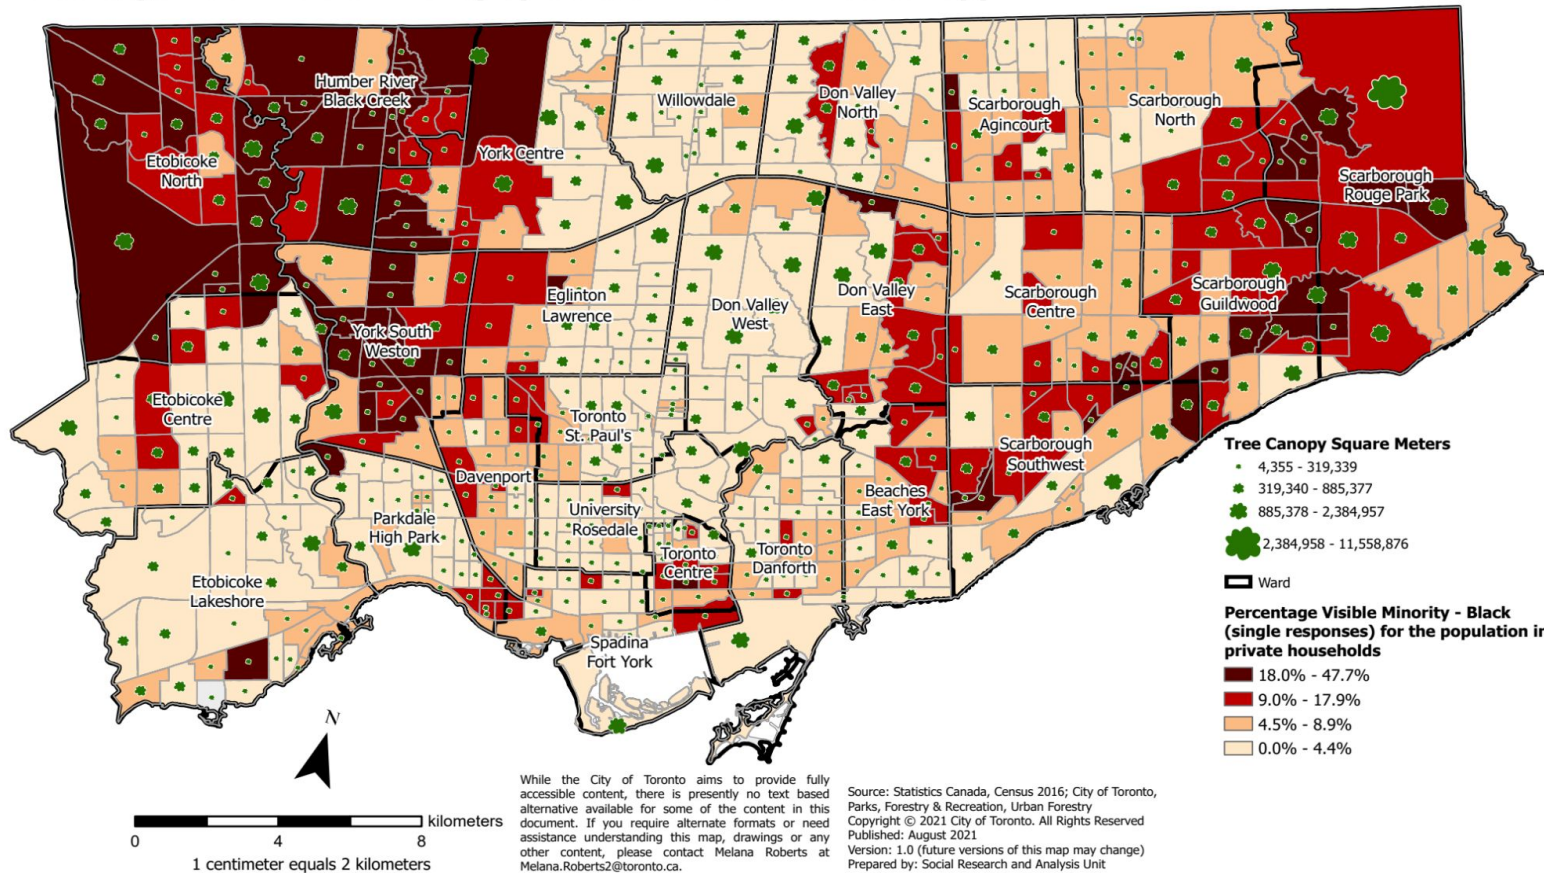 Humber River
Black Creek
Willowdale
Don Valley
North
Scarborough
Agincourt
Scarborough
North
Etobicoke
North
York Centre
Scarborough
Rouge Park
Eglinton
Lawrence
Don Valley
West
Don Valley
East
Scarborough
Centre
Scarborough
Guildwood
York South
Weston
Etobicoke
Centre
Toronto
St. Paul's
Scarborough
Southwest
Davenport
Beaches
East York
Parkdale
High Park
University
Rosedale
Toronto
Centre
Toronto
Danforth
Etobicoke
Lakeshore
Spadina
Fort York
Tree Canopy Square Meters
4,355 - 319,339
319,340 - 885,377
885,378 - 2,384,957
2,384,958 - 11,558,876
Ward
Percentage Visible Minority - Black
(single responses) for the population in
private households
18.0% - 47.7%
9.0% - 17.9%
4.5% - 8.9%
0.0% - 4.4%
N
kilometers
0 4 8
1 centimeter equals 2 kilometers
While the City of Toronto aims to provide fully
accessible content, there is presently no text based
alternative available for some of the content in this
document. If you require alternate formats or need
assistance understanding this map, drawings or any
other content, please contact Melana Roberts at
Melana.Roberts2@toronto.ca.
Source: Statistics Canada, Census 2016; City of Toronto,
Parks, Forestry & Recreation, Urban Forestry
Copyright © 2021 City of Toronto. All Rights Reserved
Published: August 2021
Version: 1.0 (future versions of this map may change)
Prepared by: Social Research and Analysis Unit